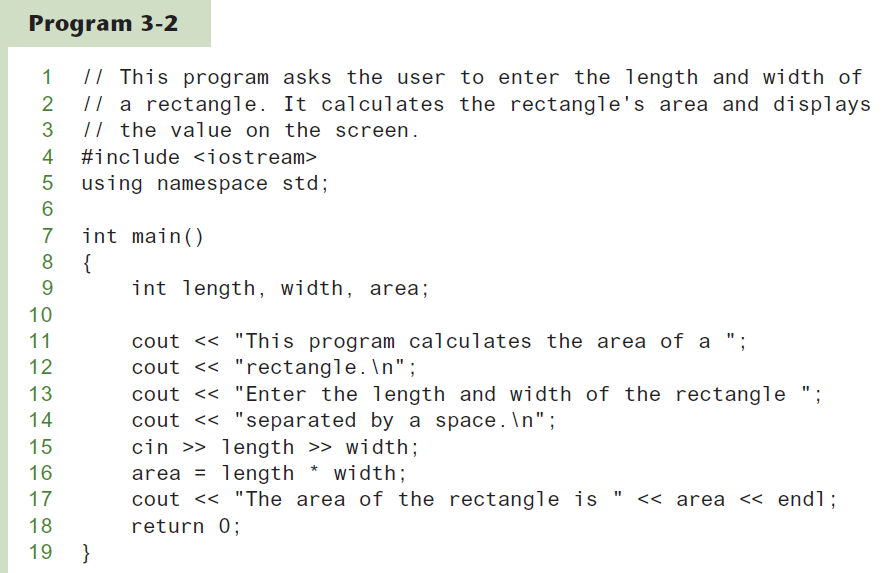 Program 3-2
1 // This program asks the user to enter the length and width of
2 // a rectangle. It calculates the rectangle's area and displays
3 // the value on the screen.
4 #include <iostream>
5 using namespace std;
6
7 int main()
8 {
9     int length, width, area;
10
11     cout << "This program calculates the area of a ";
12     cout << "rectangle.\n";
13     cout << "Enter the length and width of the rectangle ";
14     cout << "separated by a space.\n";
15     cin >> length >> width;
16     area = length * width;
17     cout << "The area of the rectangle is " << area << endl;
18     return 0;
19 }